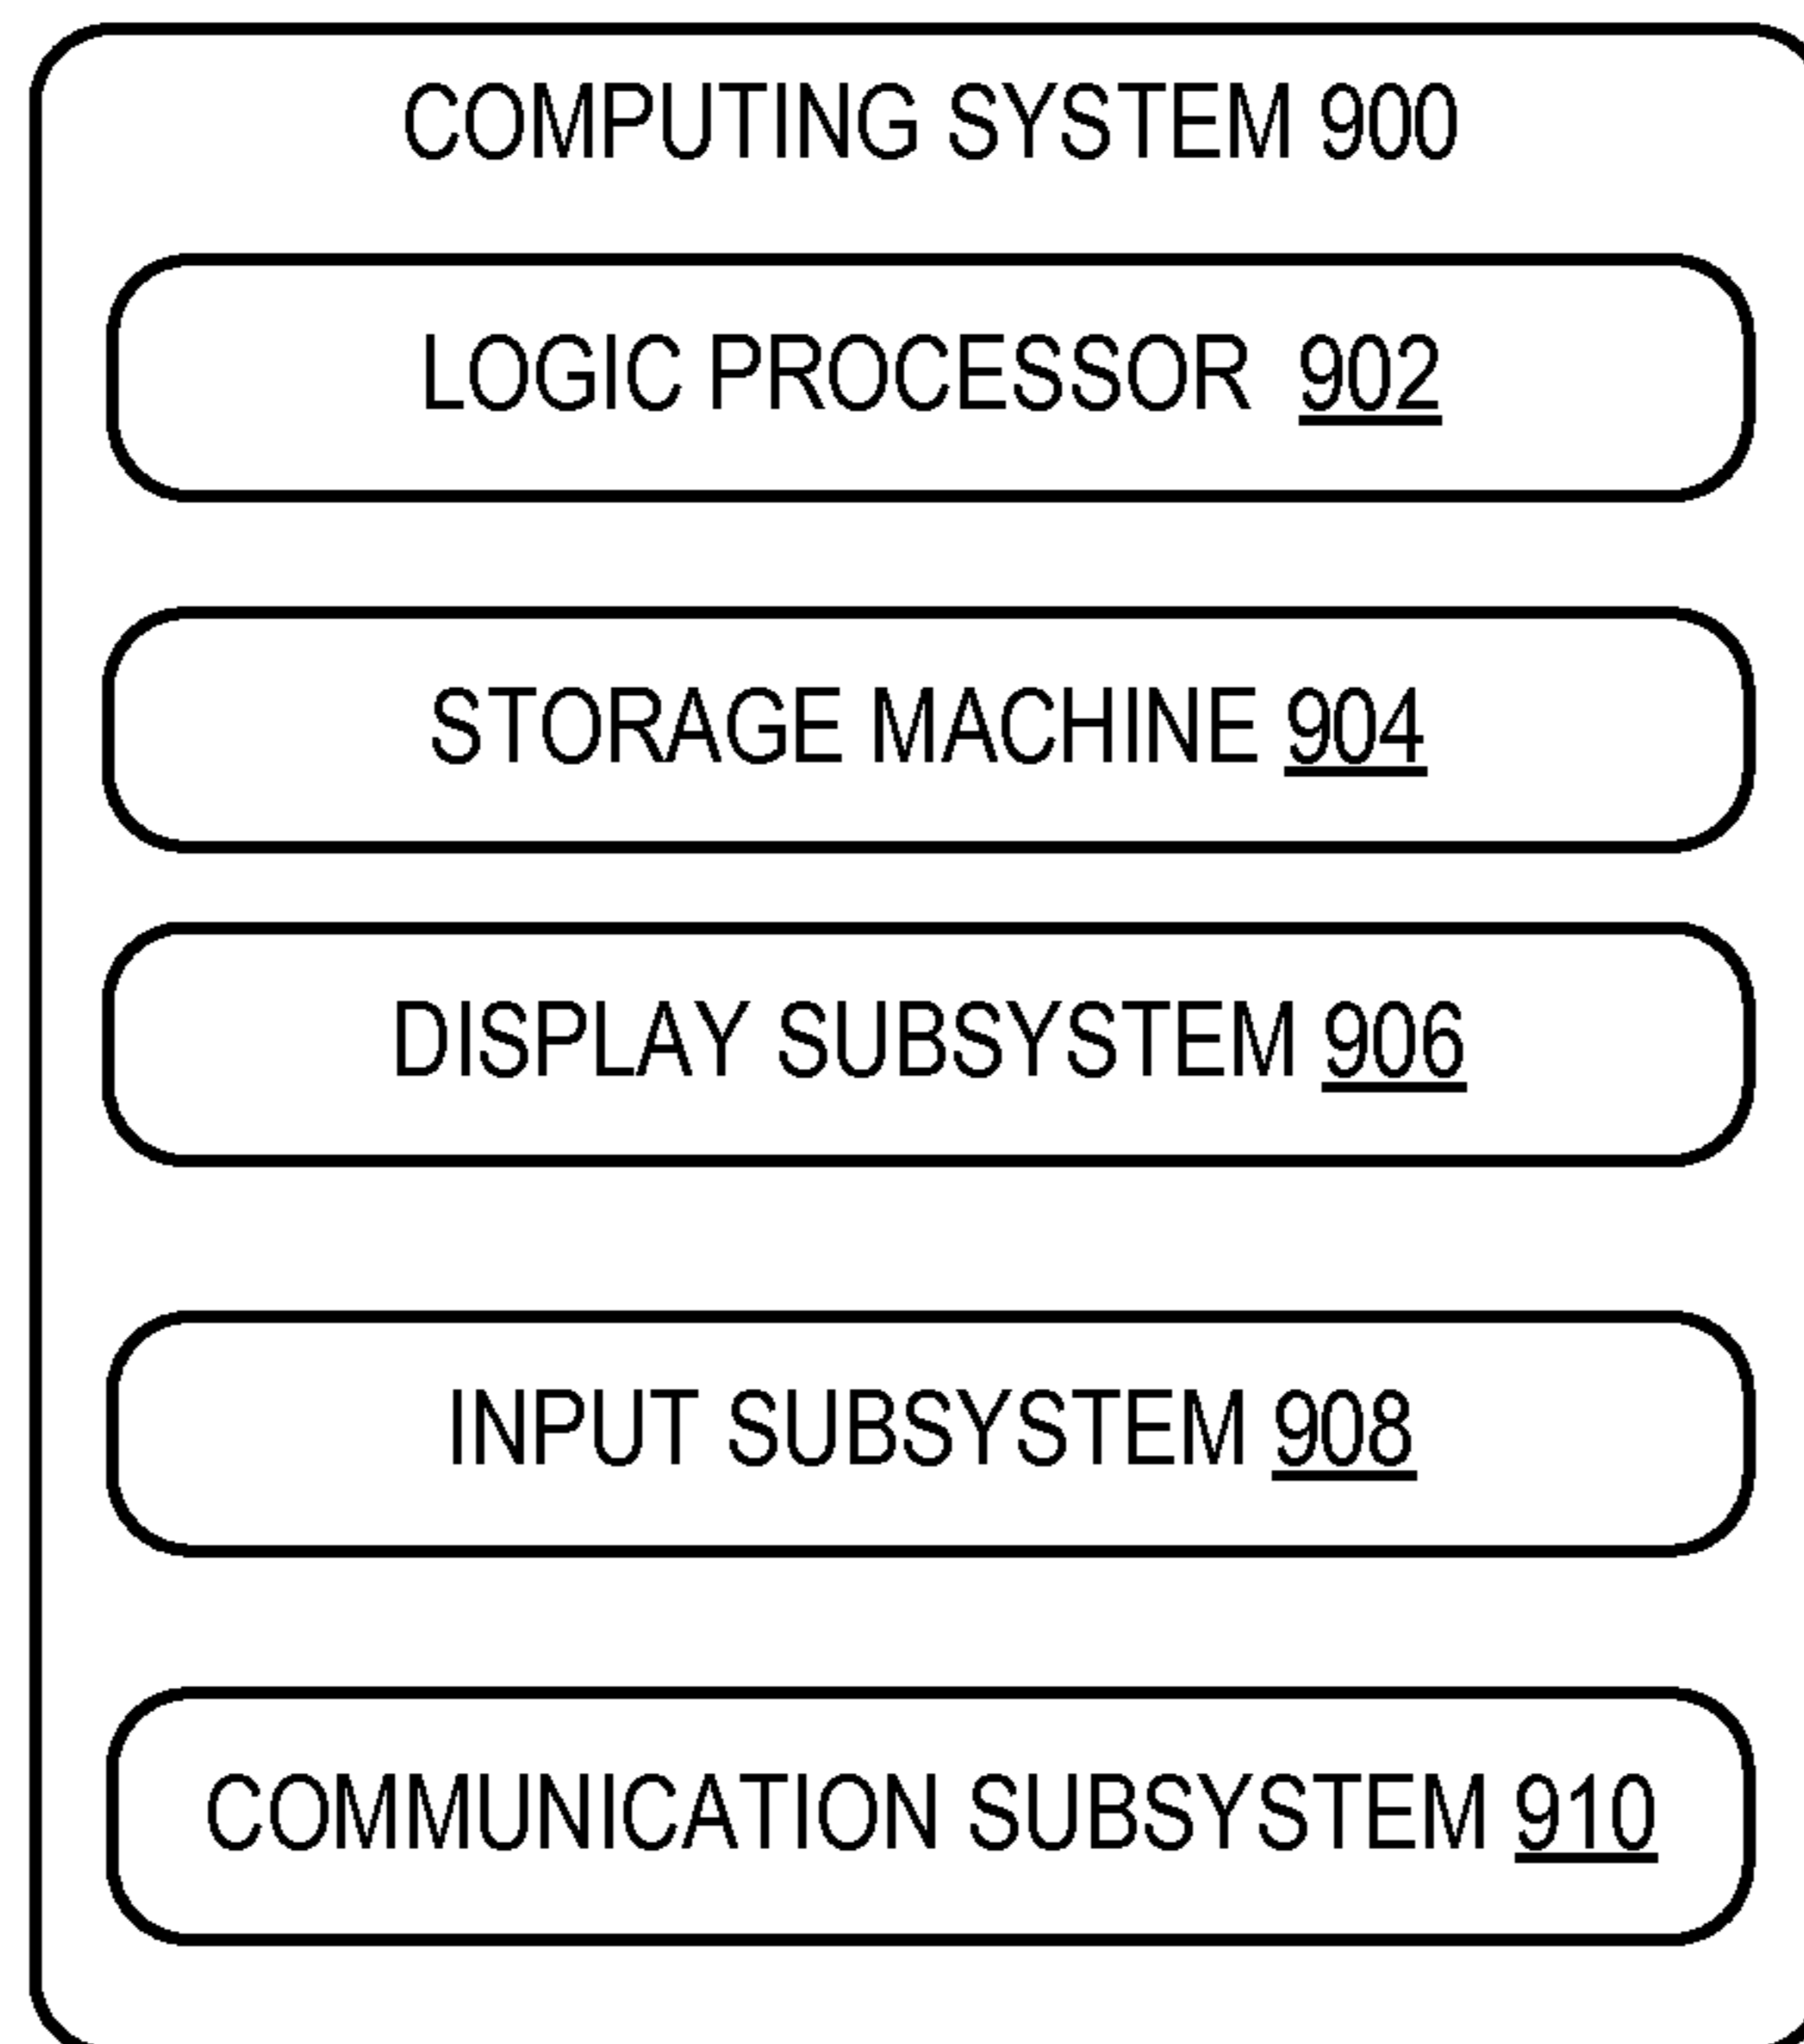 COMPUTING SYSTEM 900
LOGIC PROCESSOR 902
STORAGE MACHINE 904
DISPLAY SUBSYSTEM 906
INPUT SUBSYSTEM 908
COMMUNICATION SUBSYSTEM 910